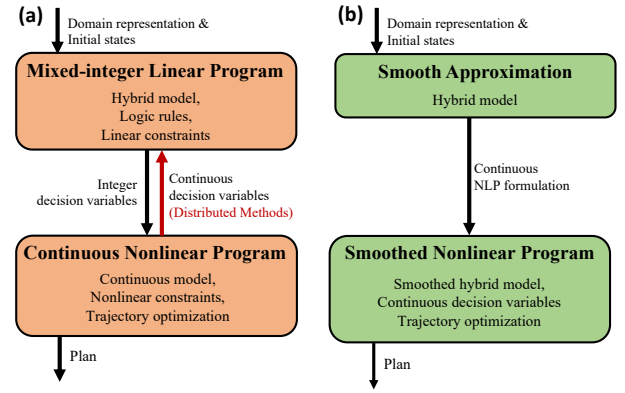 (a)
Domain representation &
Initial states
Mixed-integer Linear Program
Hybrid model,
Logic rules,
Linear constraints
Integer
decision variables
Continuous
decision variables
(Distributed Methods)
Continuous Nonlinear Program
Continuous model,
Nonlinear constraints,
Trajectory optimization
Plan
(b)
Domain representation &
Initial states
Smooth Approximation
Hybrid model
Continuous
NLP formulation
Smoothed Nonlinear Program
Smoothed hybrid model,
Continuous decision variables
Trajectory optimization
Plan